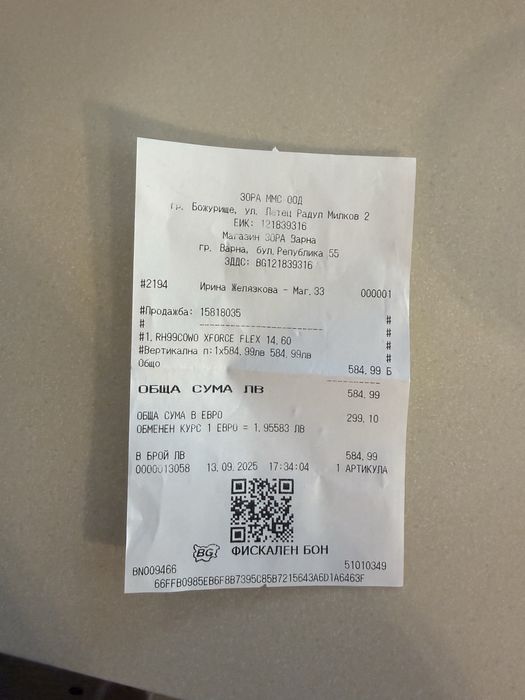 ЗОРА ММС ООД
гр. Божурище, ул. Летец Радул Милков 2
ЕИК: 121839316
Магазин ЗОРА Варна
гр. Варна, бул.Република 55
ЗДДС: BG121839316
#2194 Ирина Желязкова - Маг.33 000001
#Продажба: 15818035 #
# ------------------------ #
#1. RH99C0WO XFORCE FLEX 14.60 #
#Вертикална п:1x584.99лв 584.99лв #
Общо 584.99 Б
------------
ОБЩА СУМА ЛВ 584.99
ОБЩА СУМА В ЕВРО 299.10
ОБМЕНЕН КУРС 1 ЕВРО = 1.95583 ЛВ
В БРОЙ ЛВ 584.99
0000013058 13.09.2025 17:34:04 1 АРТИКУЛА
BG ФИСКАЛЕН БОН
BN009466 51010349
66FFB0985EB6F8B7395C85B7215643A6D1A6463F